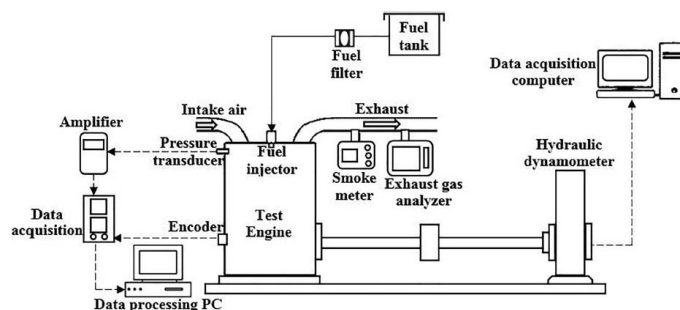 Fuel
tank
Fuel
filter
Data acquisition
computer
Intake air
Exhaust
Amplifier
Pressure
transducer
Fuel
injector
Smoke
meter
Exhaust gas
analyzer
Hydraulic
dynamometer
Data
acquisition
Encoder
Test
Engine
Data processing PC